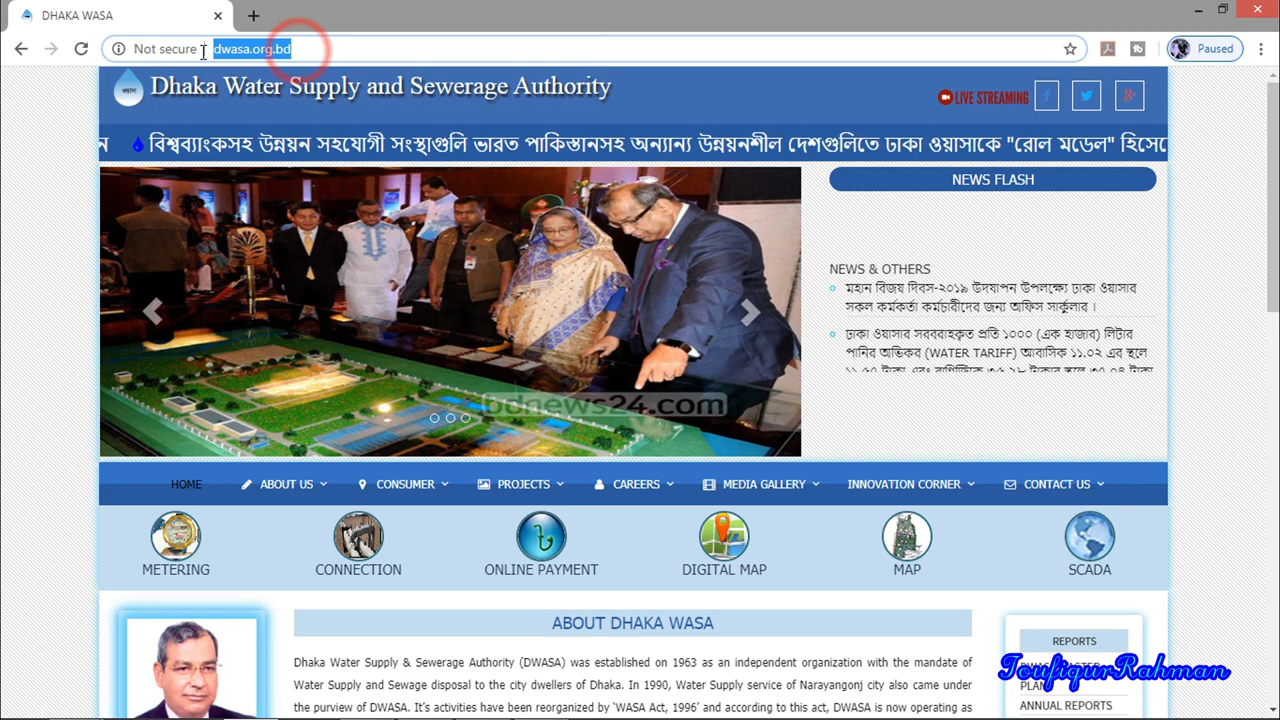 DHAKA WASA
Not secure
dwasa.org.bd
Paused
Dhaka Water Supply and Sewerage Authority
LIVE STREAMING
বিশ্বব্যাংকসহ উন্নয়ন সহযোগী সংস্থাগুলি ভারত পাকিস্তানসহ অন্যান্য উন্নয়নশীল দেশগুলিতে ঢাকা ওয়াসাকে "রোল মডেল" হিসে
NEWS FLASH
NEWS & OTHERS
মহান বিজয় দিবস-২০১৯ উদযাপন উপলক্ষ্যে ঢাকা ওয়াসার
সকল কর্মকর্তা কর্মচারীদের জন্য অফিস সার্কুলার ।
ঢাকা ওয়াসার সরবরাহকৃত প্রতি ১০০০ (এক হাজার) লিটার
পানির অভিকর (WATER TARIFF) আবাসিক ১১.০২ এর স্থলে
bdnews24.com
HOME
ABOUT US
CONSUMER
PROJECTS
CAREERS
MEDIA GALLERY
INNOVATION CORNER
CONTACT US
METERING
CONNECTION
ONLINE PAYMENT
DIGITAL MAP
MAP
SCADA
ABOUT DHAKA WASA
Dhaka Water Supply & Sewerage Authority (DWASA) was established on 1963 as an independent organization with the mandate of
Water Supply and Sewage disposal to the city dwellers of Dhaka. In 1990, Water Supply service of Narayangonj city also came under
the purview of DWASA. It's activities have been reorganized by 'WASA Act, 1996' and according to this act, DWASA is now operating as
REPORTS
ToufiqurRahman
ANNUAL REPORTS